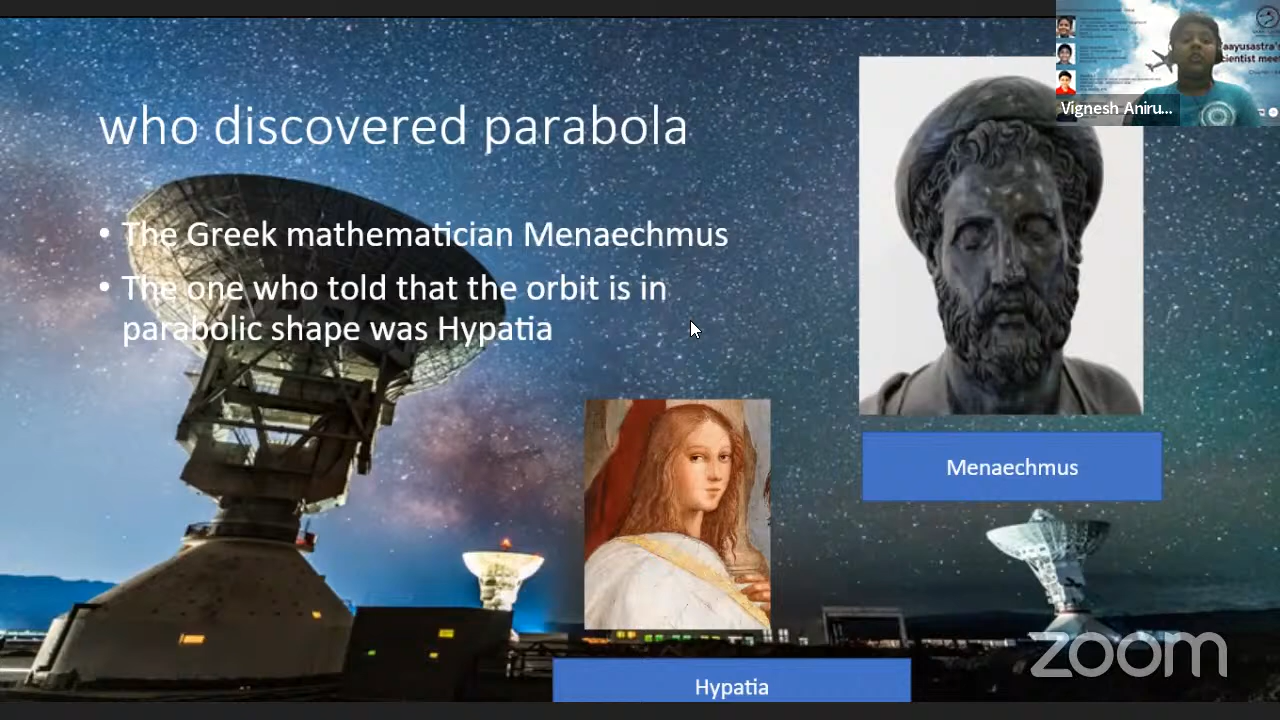 who discovered parabola
• The Greek mathematician Menaechmus
• The one who told that the orbit is in
parabolic shape was Hypatia
Menaechmus
Hypatia
Vignesh Aniru...
zoom